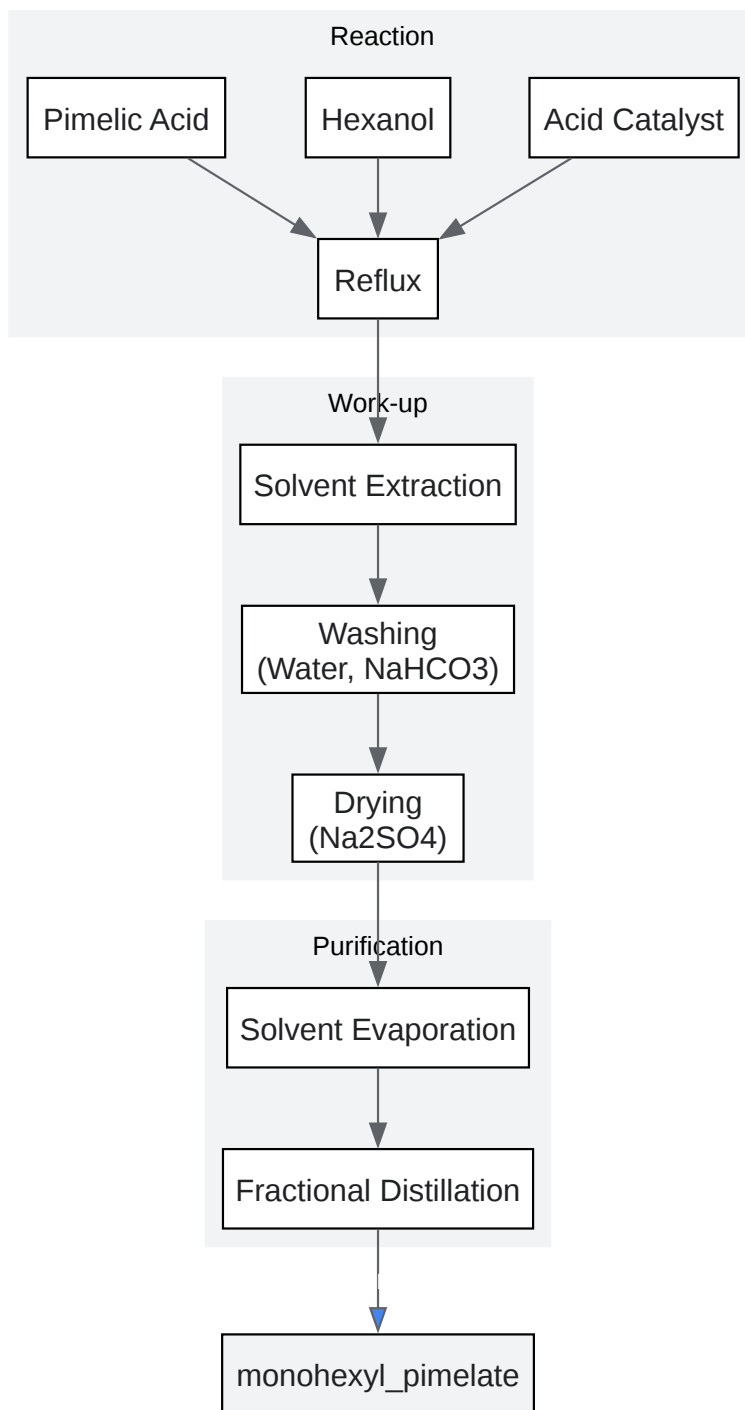 Reaction
Pimelic Acid
Hexanol
Acid Catalyst
Reflux
Work-up
Solvent Extraction
Washing
(Water, NaHCO3)
Drying
(Na2SO4)
Purification
Solvent Evaporation
Fractional Distillation
monohexyl_pimelate